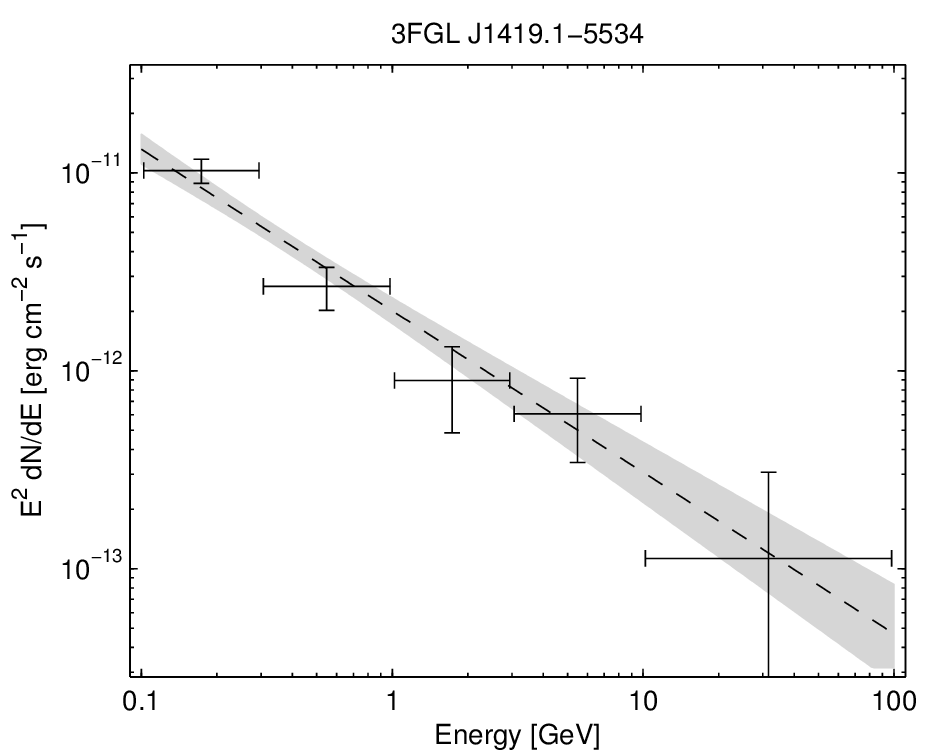 3FGL J1419.1−5534
10⁻¹¹
10⁻¹²
10⁻¹³
E² dN/dE [erg cm⁻² s⁻¹]
0.1 1 10 100
Energy [GeV]